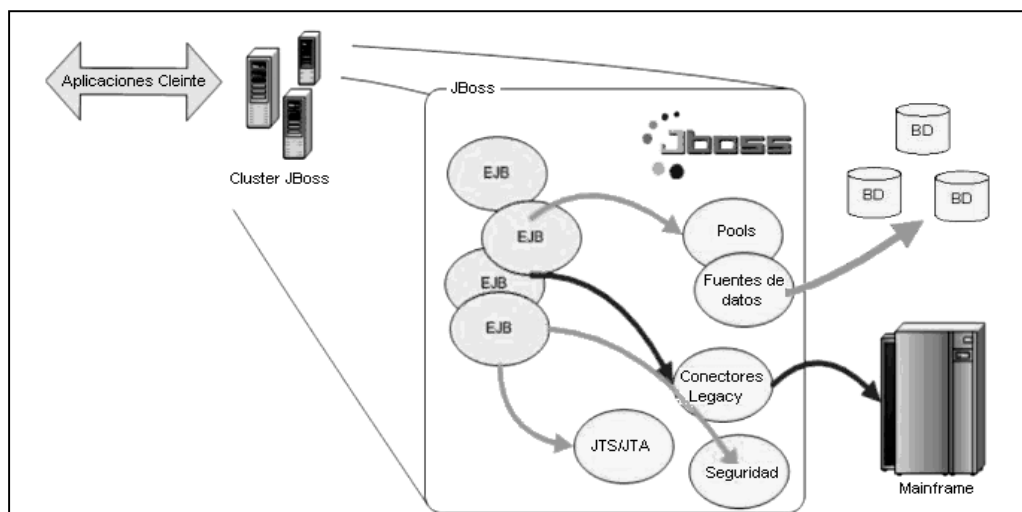 Aplicaciones Cleinte
Cluster JBoss
JBoss
Jboss
EJB
EJB
EJB
EJB
Pools
Fuentes de
datos
Conectores
Legacy
JTS/JTA
Seguridad
BD
BD
BD
Mainframe